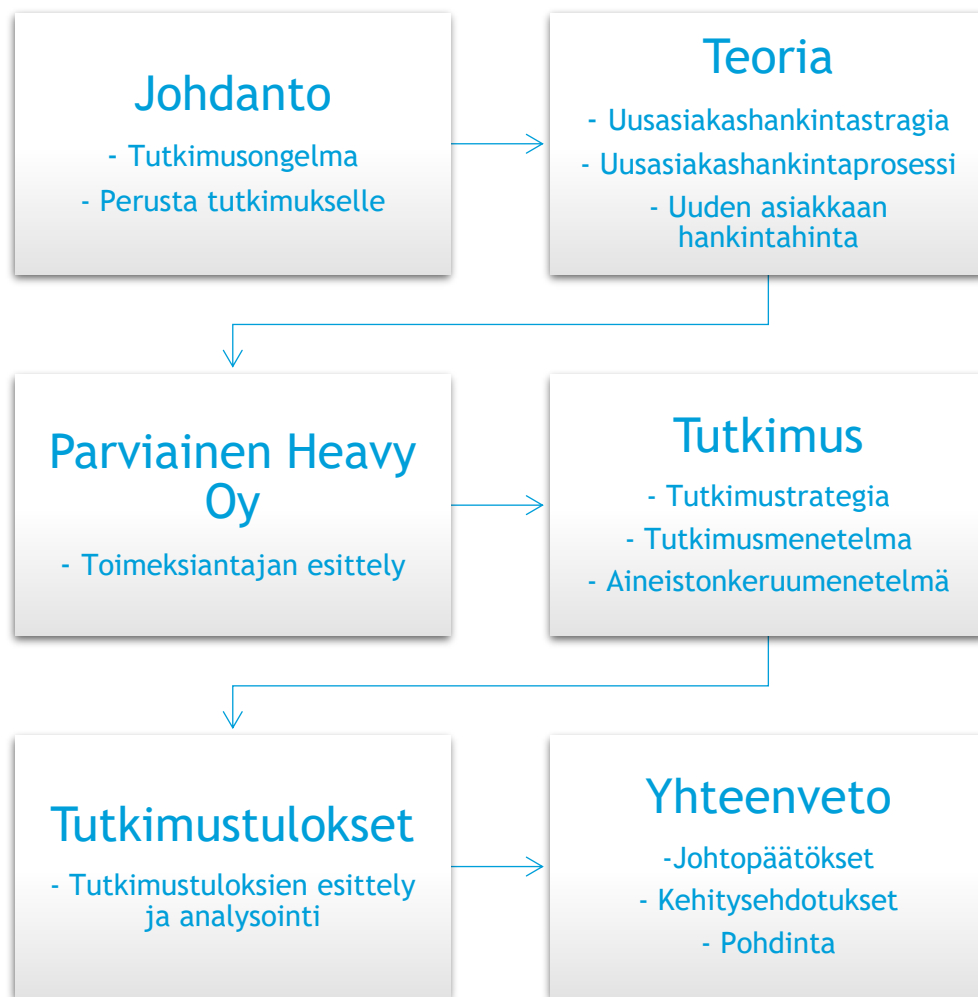 Johdanto
- Tutkimusongelma
- Perusta tutkimukselle
Teoria
- Uusasiakashankintastragia
- Uusasiakashankintaprosessi
- Uuden asiakkaan
hankintahinta
Parviainen Heavy
Oy
- Toimeksiantajan esittely
Tutkimus
- Tutkimustrategia
- Tutkimusmenetelma
- Aineistonkeruumenetelmä
Tutkimustulokset
- Tutkimustuloksien esittely
ja analysointi
Yhteenveto
-Johtopäätökset
- Kehitysehdotukset
- Pohdinta